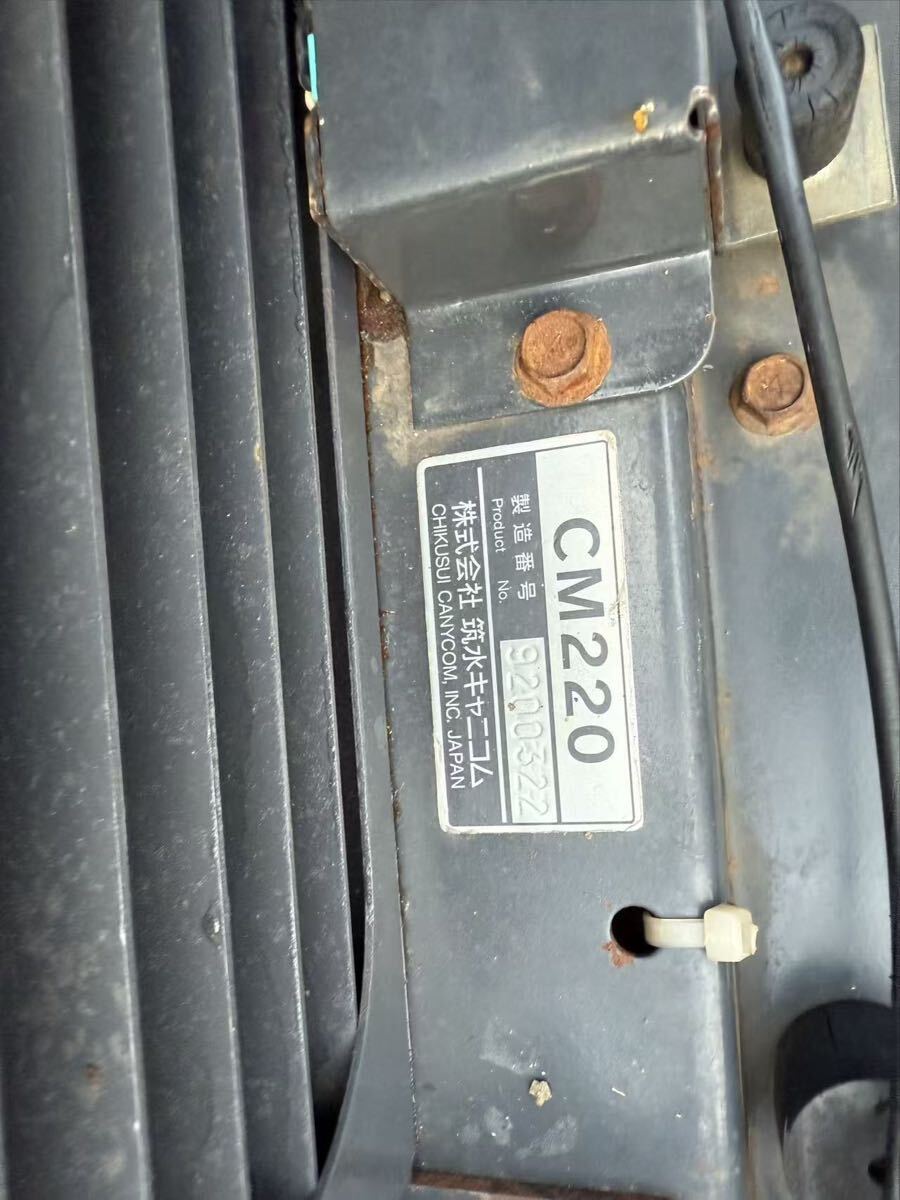 CM220
製造番号
Product No. 9200322
株式会社 筑水キャニコム
CHIKUSUI CANYCOM, INC. JAPAN